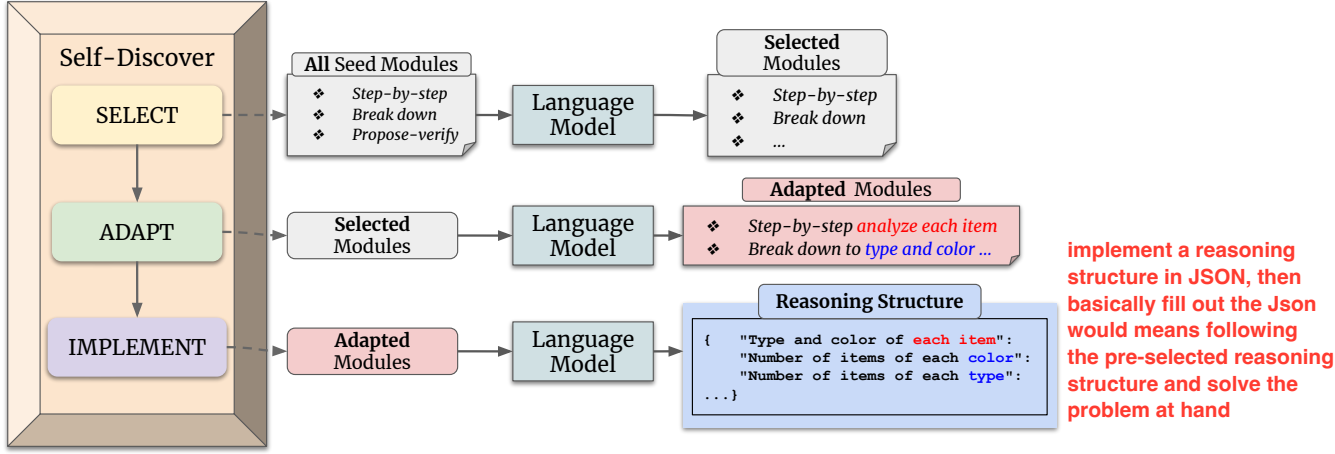 Self-Discover
SELECT
ADAPT
IMPLEMENT
All Seed Modules
❖ Step-by-step
❖ Break down
❖ Propose-verify
Language
Model
Selected
Modules
❖ Step-by-step
❖ Break down
❖ ...
Selected
Modules
Language
Model
Adapted Modules
❖ Step-by-step analyze each item
❖ Break down to type and color ...
Adapted
Modules
Language
Model
Reasoning Structure
{ "Type and color of each item":
"Number of items of each color":
"Number of items of each type":
...}
implement a reasoning
structure in JSON, then
basically fill out the Json
would means following
the pre-selected reasoning
structure and solve the
problem at hand